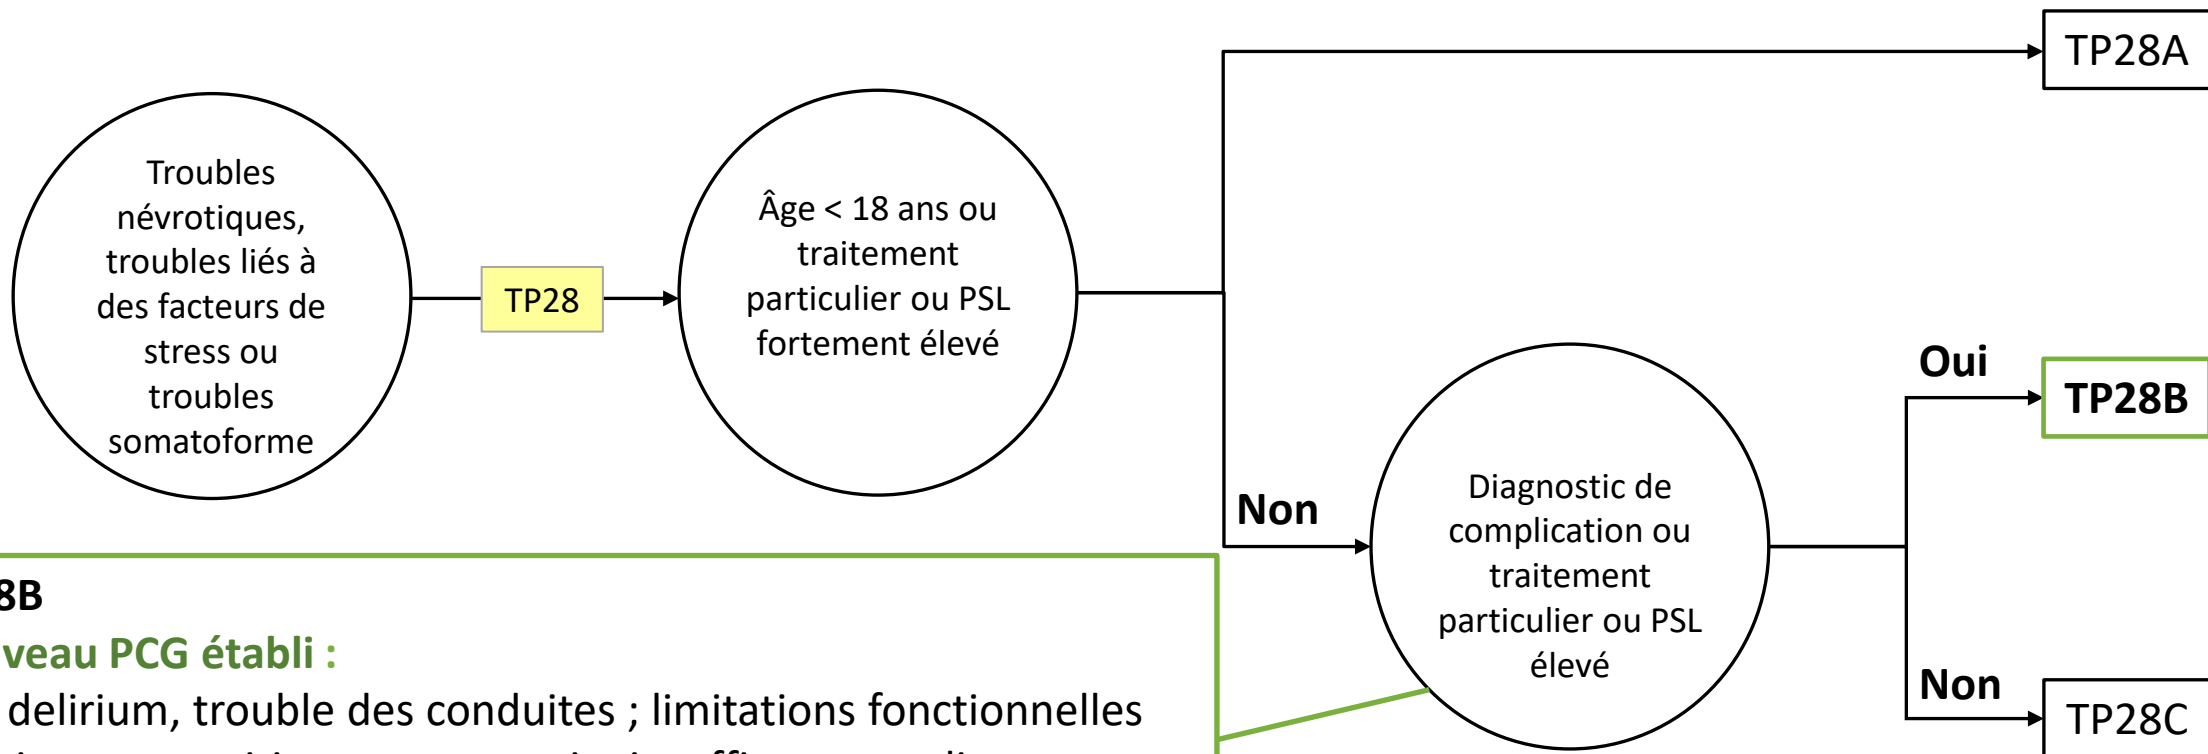 Troubles
névrotiques,
troubles liés à
des facteurs de
stress ou
troubles
somatoforme
TP28
Âge < 18 ans ou
traitement
particulier ou PSL
fortement élevé
TP28A
Non
Diagnostic de
complication ou
traitement
particulier ou PSL
élevé
Oui
TP28B
Non
TP28C
8B
veau PCG établi :
delirium, trouble des conduites ; limitations fonctionnelles